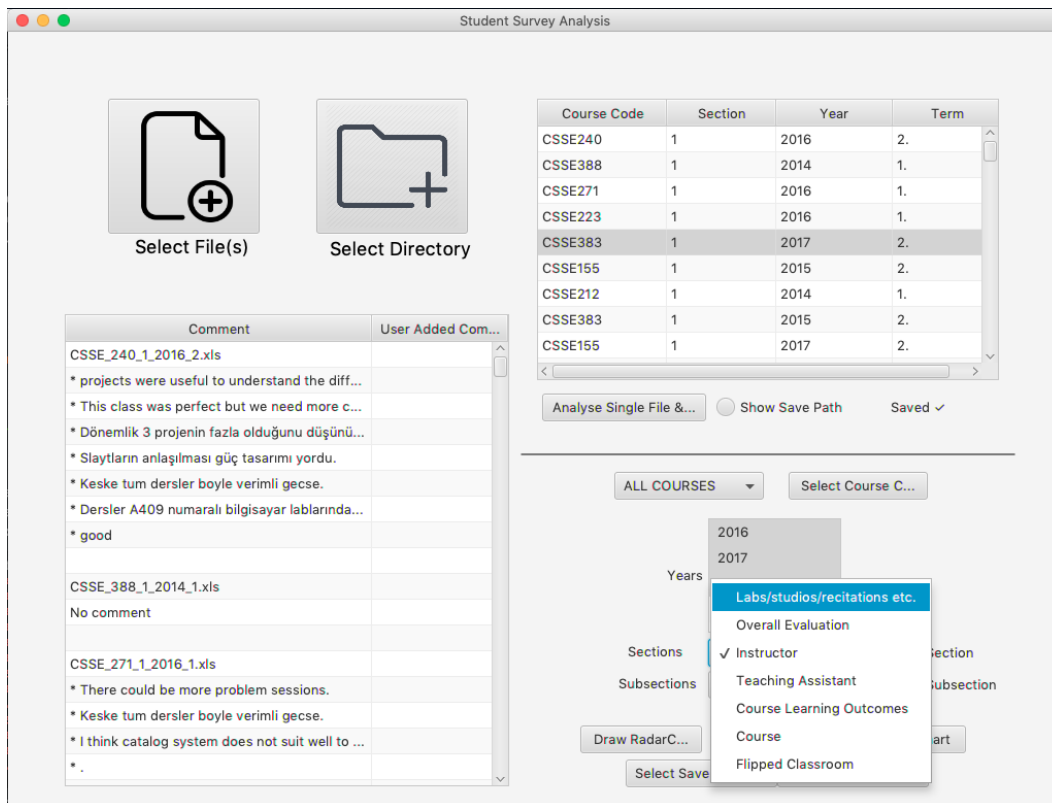 Student Survey Analysis
Select File(s)
Select Directory
Course Code Section Year Term
CSSE240 1 2016 2.
CSSE388 1 2014 1.
CSSE271 1 2016 1.
CSSE223 1 2016 1.
CSSE383 1 2017 2.
CSSE155 1 2015 2.
CSSE212 1 2014 1.
CSSE383 1 2015 2.
CSSE155 1 2017 2.
Analyse Single File &... Show Save Path Saved ✓
Comment User Added Com...
CSSE_240_1_2016_2.xls
* projects were useful to understand the diff...
* This class was perfect but we need more c...
* Dönemlik 3 projenin fazla olduğunu düşünü...
* Slaytların anlaşılması güç tasarımı yordu.
* Keske tum dersler boyle verimli gecse.
* Dersler A409 numaralı bilgisayar lablarında...
* good
CSSE_388_1_2014_1.xls
No comment
CSSE_271_1_2016_1.xls
* There could be more problem sessions.
* Keske tum dersler boyle verimli gecse.
* I think catalog system does not suit well to ...
* .
ALL COURSES Select Course C...
2016
2017
Years
Sections
Subsections
Labs/studios/recitations etc.
Overall Evaluation
✓ Instructor
Teaching Assistant
Course Learning Outcomes
Course
Flipped Classroom
Section
Subsection
Draw RadarC... art
Select Save